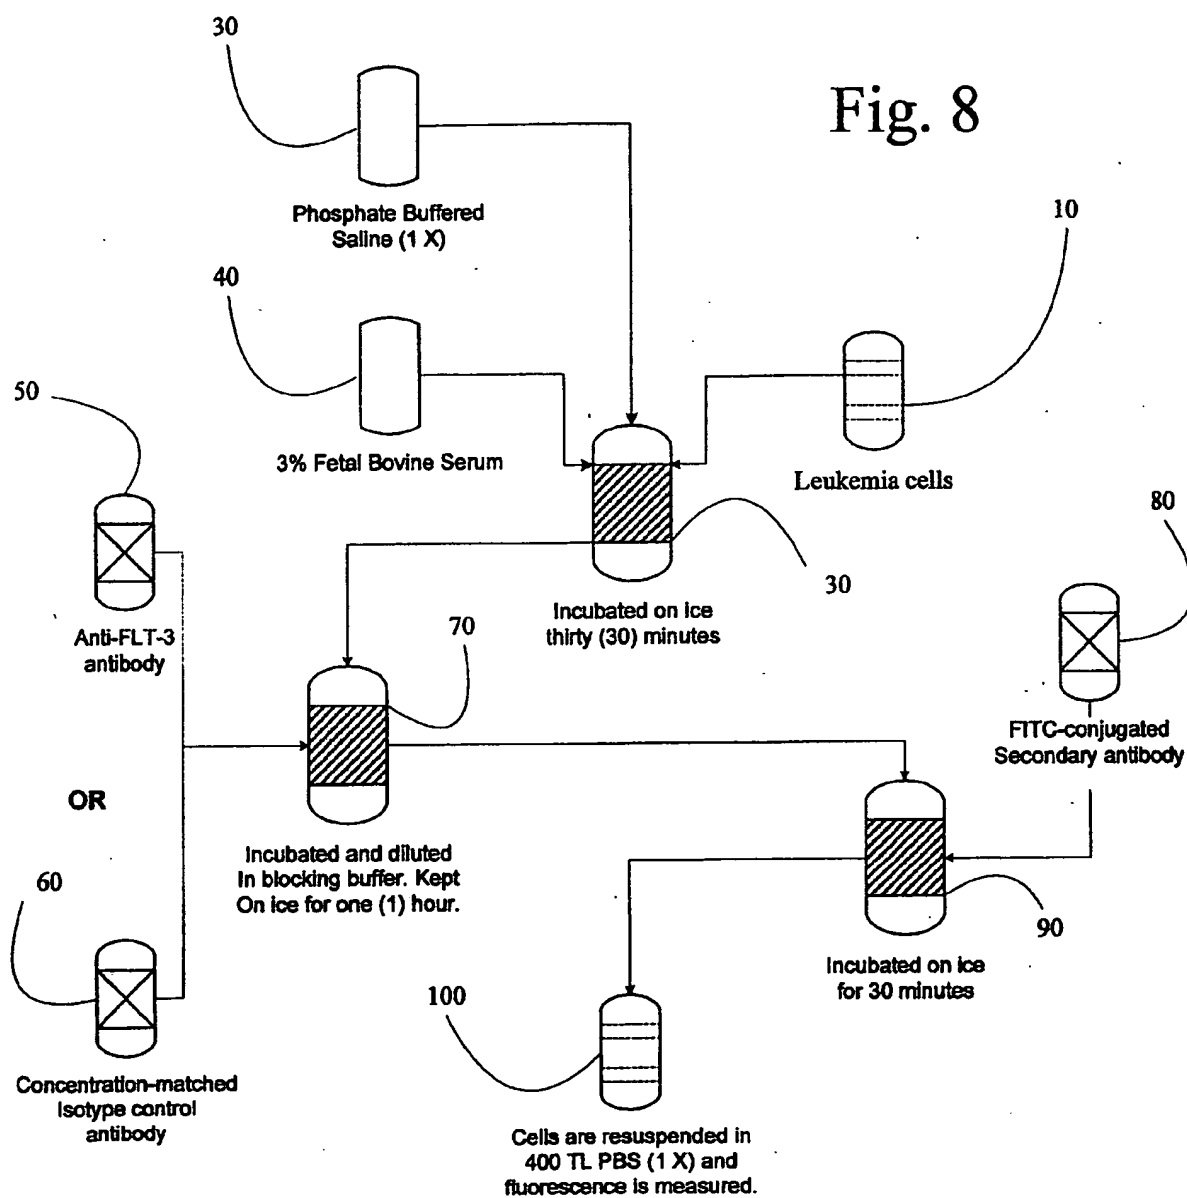 30
Fig. 8
Phosphate Buffered
Saline (1 X)
10
40
50
3% Fetal Bovine Serum
Leukemia cells
80
30
Anti-FLT-3
antibody
Incubated on ice
thirty (30) minutes
70
FITC-conjugated
Secondary antibody
OR
Incubated and diluted
In blocking buffer. Kept
On ice for one (1) hour.
60
90
Incubated on ice
for 30 minutes
100
Concentration-matched
Isotype control
antibody
Cells are resuspended in
400 TL PBS (1 X) and
fluorescence is measured.